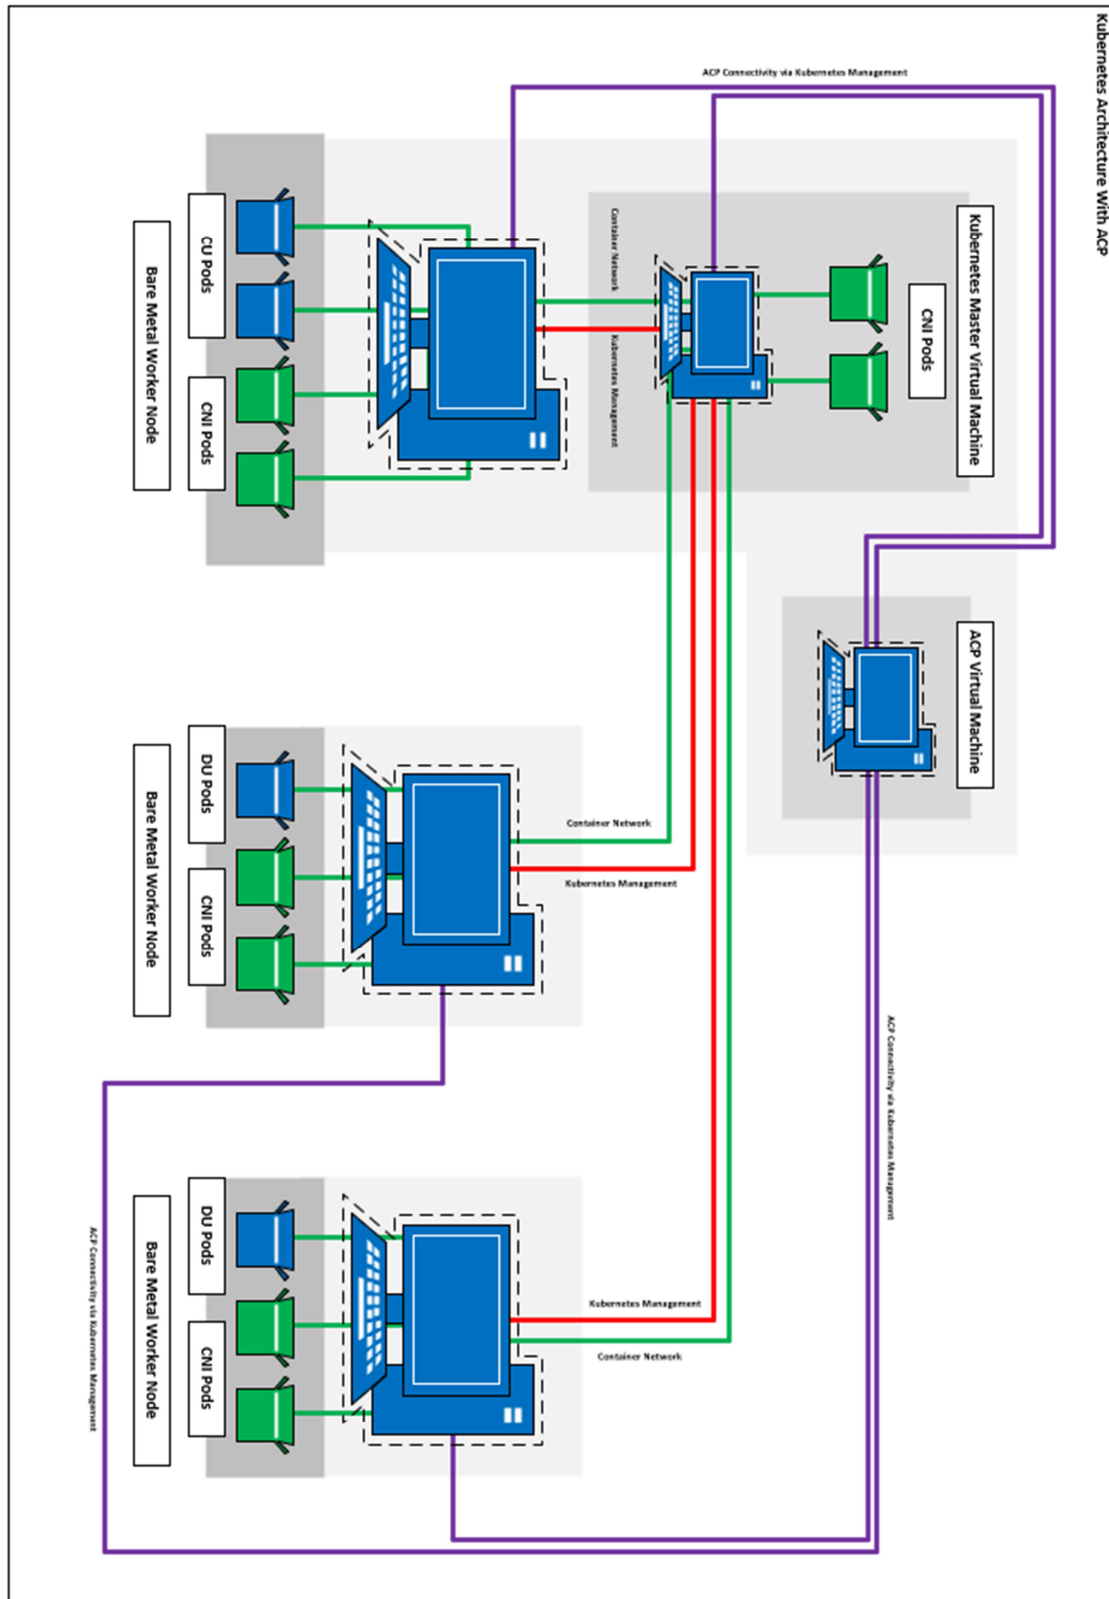 Kubernetes Architecture With ACP
ACP Connectivity via Kubernetes Management
Kubernetes Master Virtual Machine
CNI Pods
ACP Virtual Machine
Container Network
Kubernetes Management
ACP Connectivity via Kubernetes Management
Container Network
Kubernetes Management
Kubernetes Management
Container Network
CU Pods
CNI Pods
Bare Metal Worker Node
DU Pods
CNI Pods
Bare Metal Worker Node
DU Pods
CNI Pods
Bare Metal Worker Node
ACP Connectivity via Kubernetes Management